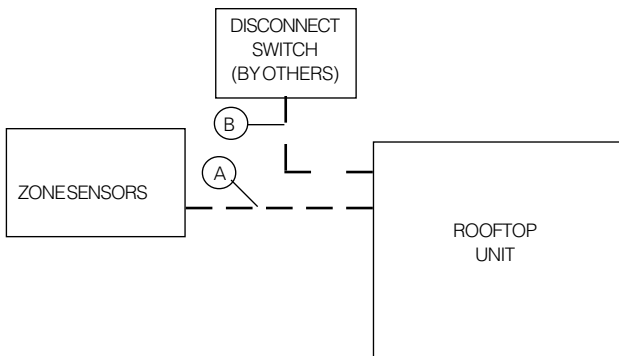 DISCONNECT
SWITCH
(BY OTHERS)
B
A
ZONE SENSORS
ROOFTOP
UNIT